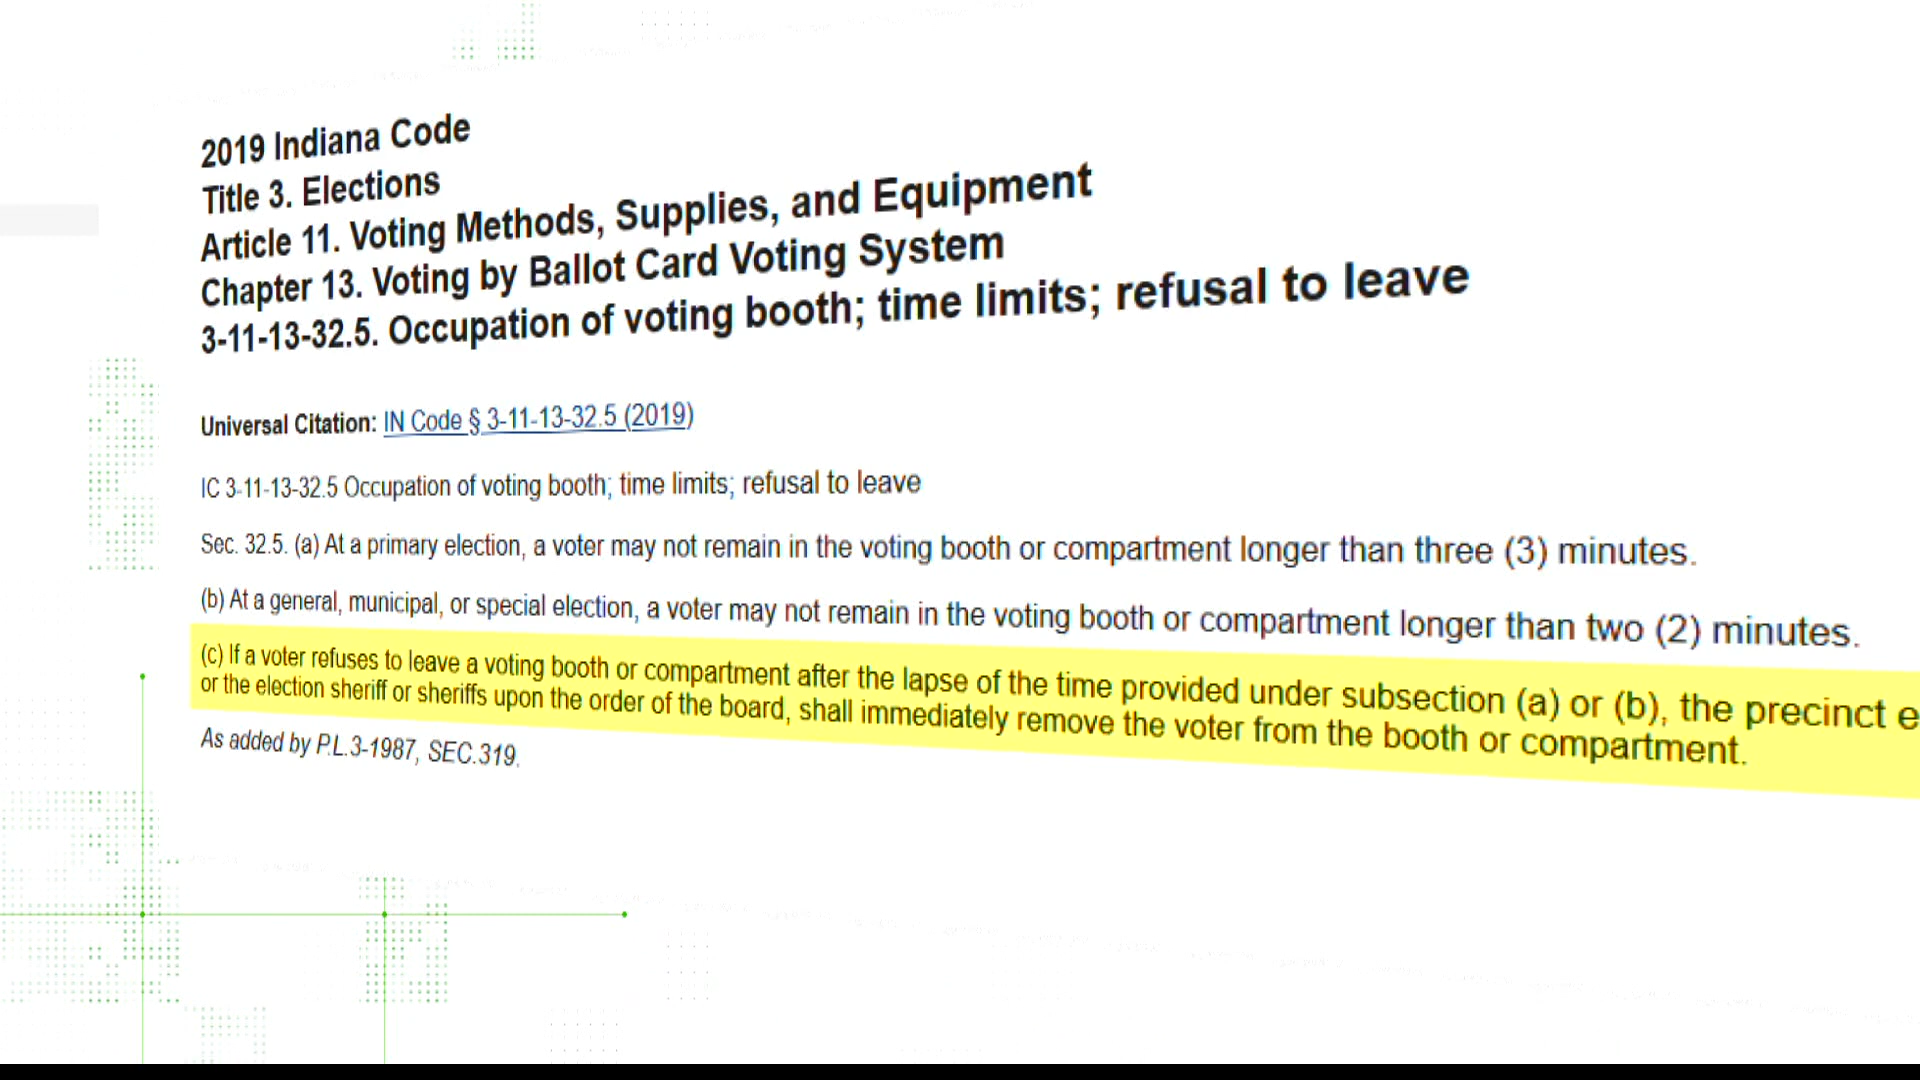 2019 Indiana Code
Title 3. Elections
Article 11. Voting Methods, Supplies, and Equipment
Chapter 13. Voting by Ballot Card Voting System
3-11-13-32.5. Occupation of voting booth; time limits; refusal to leave
Universal Citation: IN Code § 3-11-13-32.5 (2019)
IC 3-11-13-32.5 Occupation of voting booth; time limits; refusal to leave
Sec. 32.5. (a) At a primary election, a voter may not remain in the voting booth or compartment longer than three (3) minutes.
(b) At a general, municipal, or special election, a voter may not remain in the voting booth or compartment longer than two (2) minutes.
(c) If a voter refuses to leave a voting booth or compartment after the lapse of the time provided under subsection (a) or (b), the precinct e
or the election sheriff or sheriffs upon the order of the board, shall immediately remove the voter from the booth or compartment.
As added by P.L.3-1987, SEC.319.